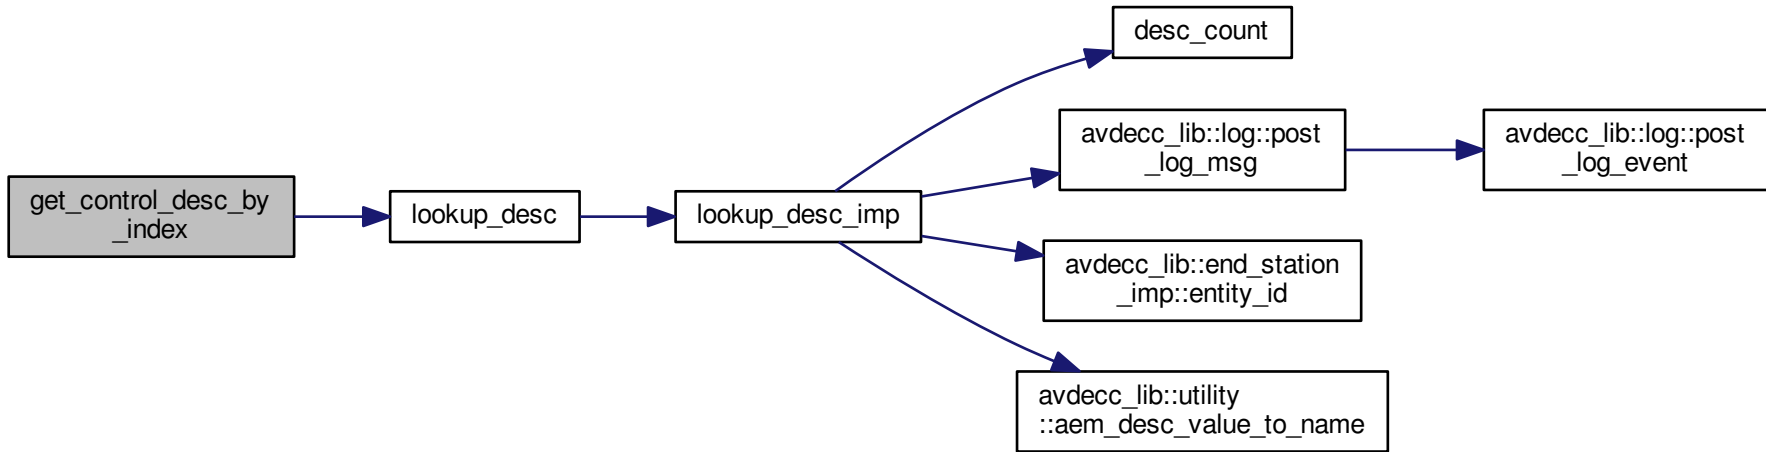 get_control_desc_by
_index
lookup_desc
lookup_desc_imp
desc_count
avdecc_lib::log::post
_log_msg
avdecc_lib::log::post
_log_event
avdecc_lib::end_station
_imp::entity_id
avdecc_lib::utility
::aem_desc_value_to_name